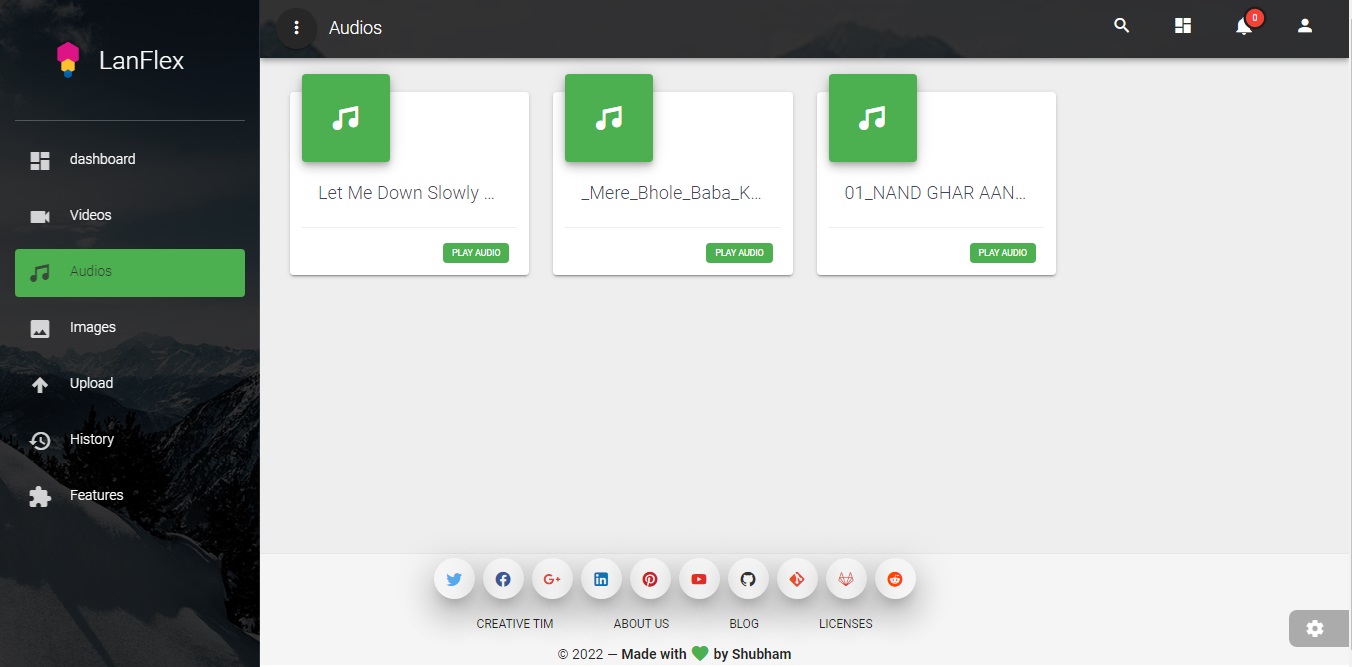 LanFlex
Audios
0
dashboard
Videos
Audios
Images
Upload
History
Features
Let Me Down Slowly ...
PLAY AUDIO
_Mere_Bhole_Baba_K...
PLAY AUDIO
01_NAND GHAR AAN...
PLAY AUDIO
CREATIVE TIM ABOUT US BLOG LICENSES
© 2022 — Made with 💚 by Shubham